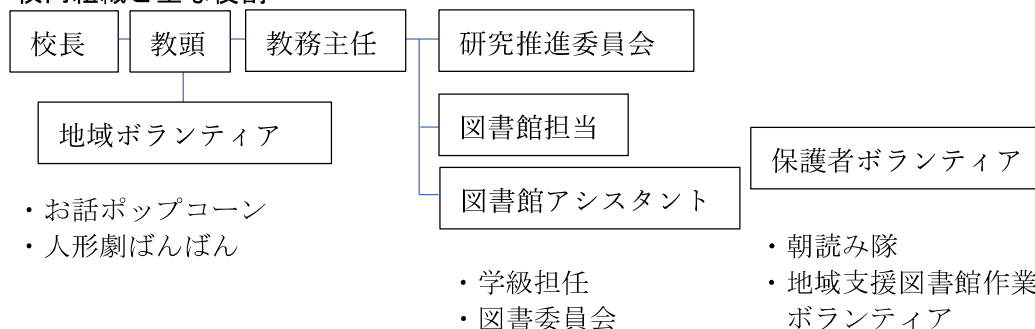 校長
教頭
教務主任
研究推進委員会
地域ボランティア
図書館担当
保護者ボランティア
図書館アシスタント
・お話ポップコーン
・人形劇ばんばん
・朝読み隊
・地域支援図書館作業
ボランティア
・学級担任
・図書委員会